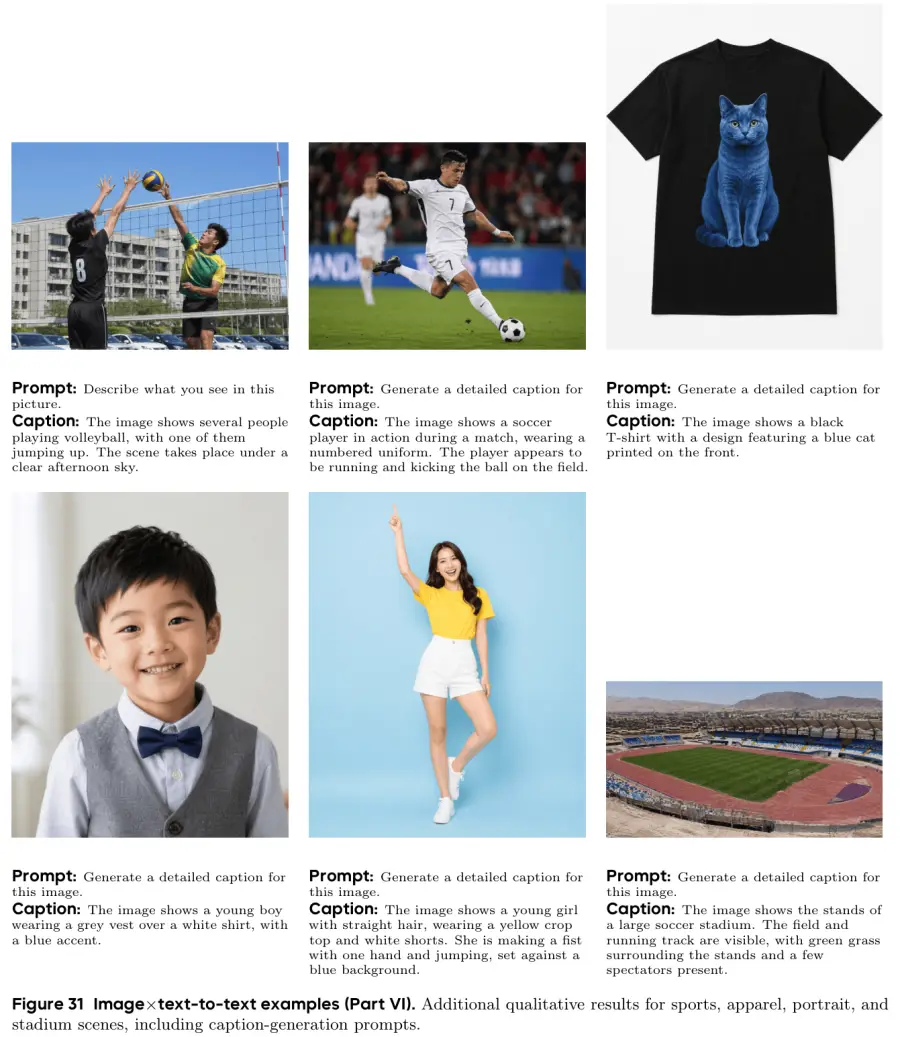 8
7
7
Prompt: Describe what you see in this
picture.
Caption: The image shows several people
playing volleyball, with one of them
jumping up. The scene takes place under a
clear afternoon sky.
Prompt: Generate a detailed caption for
this image.
Caption: The image shows a soccer
player in action during a match, wearing a
numbered uniform. The player appears to
be running and kicking the ball on the field.
Prompt: Generate a detailed caption for
this image.
Caption: The image shows a black
T-shirt with a design featuring a blue cat
printed on the front.
Prompt: Generate a detailed caption for
this image.
Caption: The image shows a young boy
wearing a grey vest over a white shirt, with
a blue accent.
Prompt: Generate a detailed caption for
this image.
Caption: The image shows a young girl
with straight hair, wearing a yellow crop
top and white shorts. She is making a fist
with one hand and jumping, set against a
blue background.
Prompt: Generate a detailed caption for
this image.
Caption: The image shows the stands of
a large soccer stadium. The field and
running track are visible, with green grass
surrounding the stands and a few
spectators present.
Figure 31 Image×text-to-text examples (Part VI). Additional qualitative results for sports, apparel, portrait, and
stadium scenes, including caption-generation prompts.